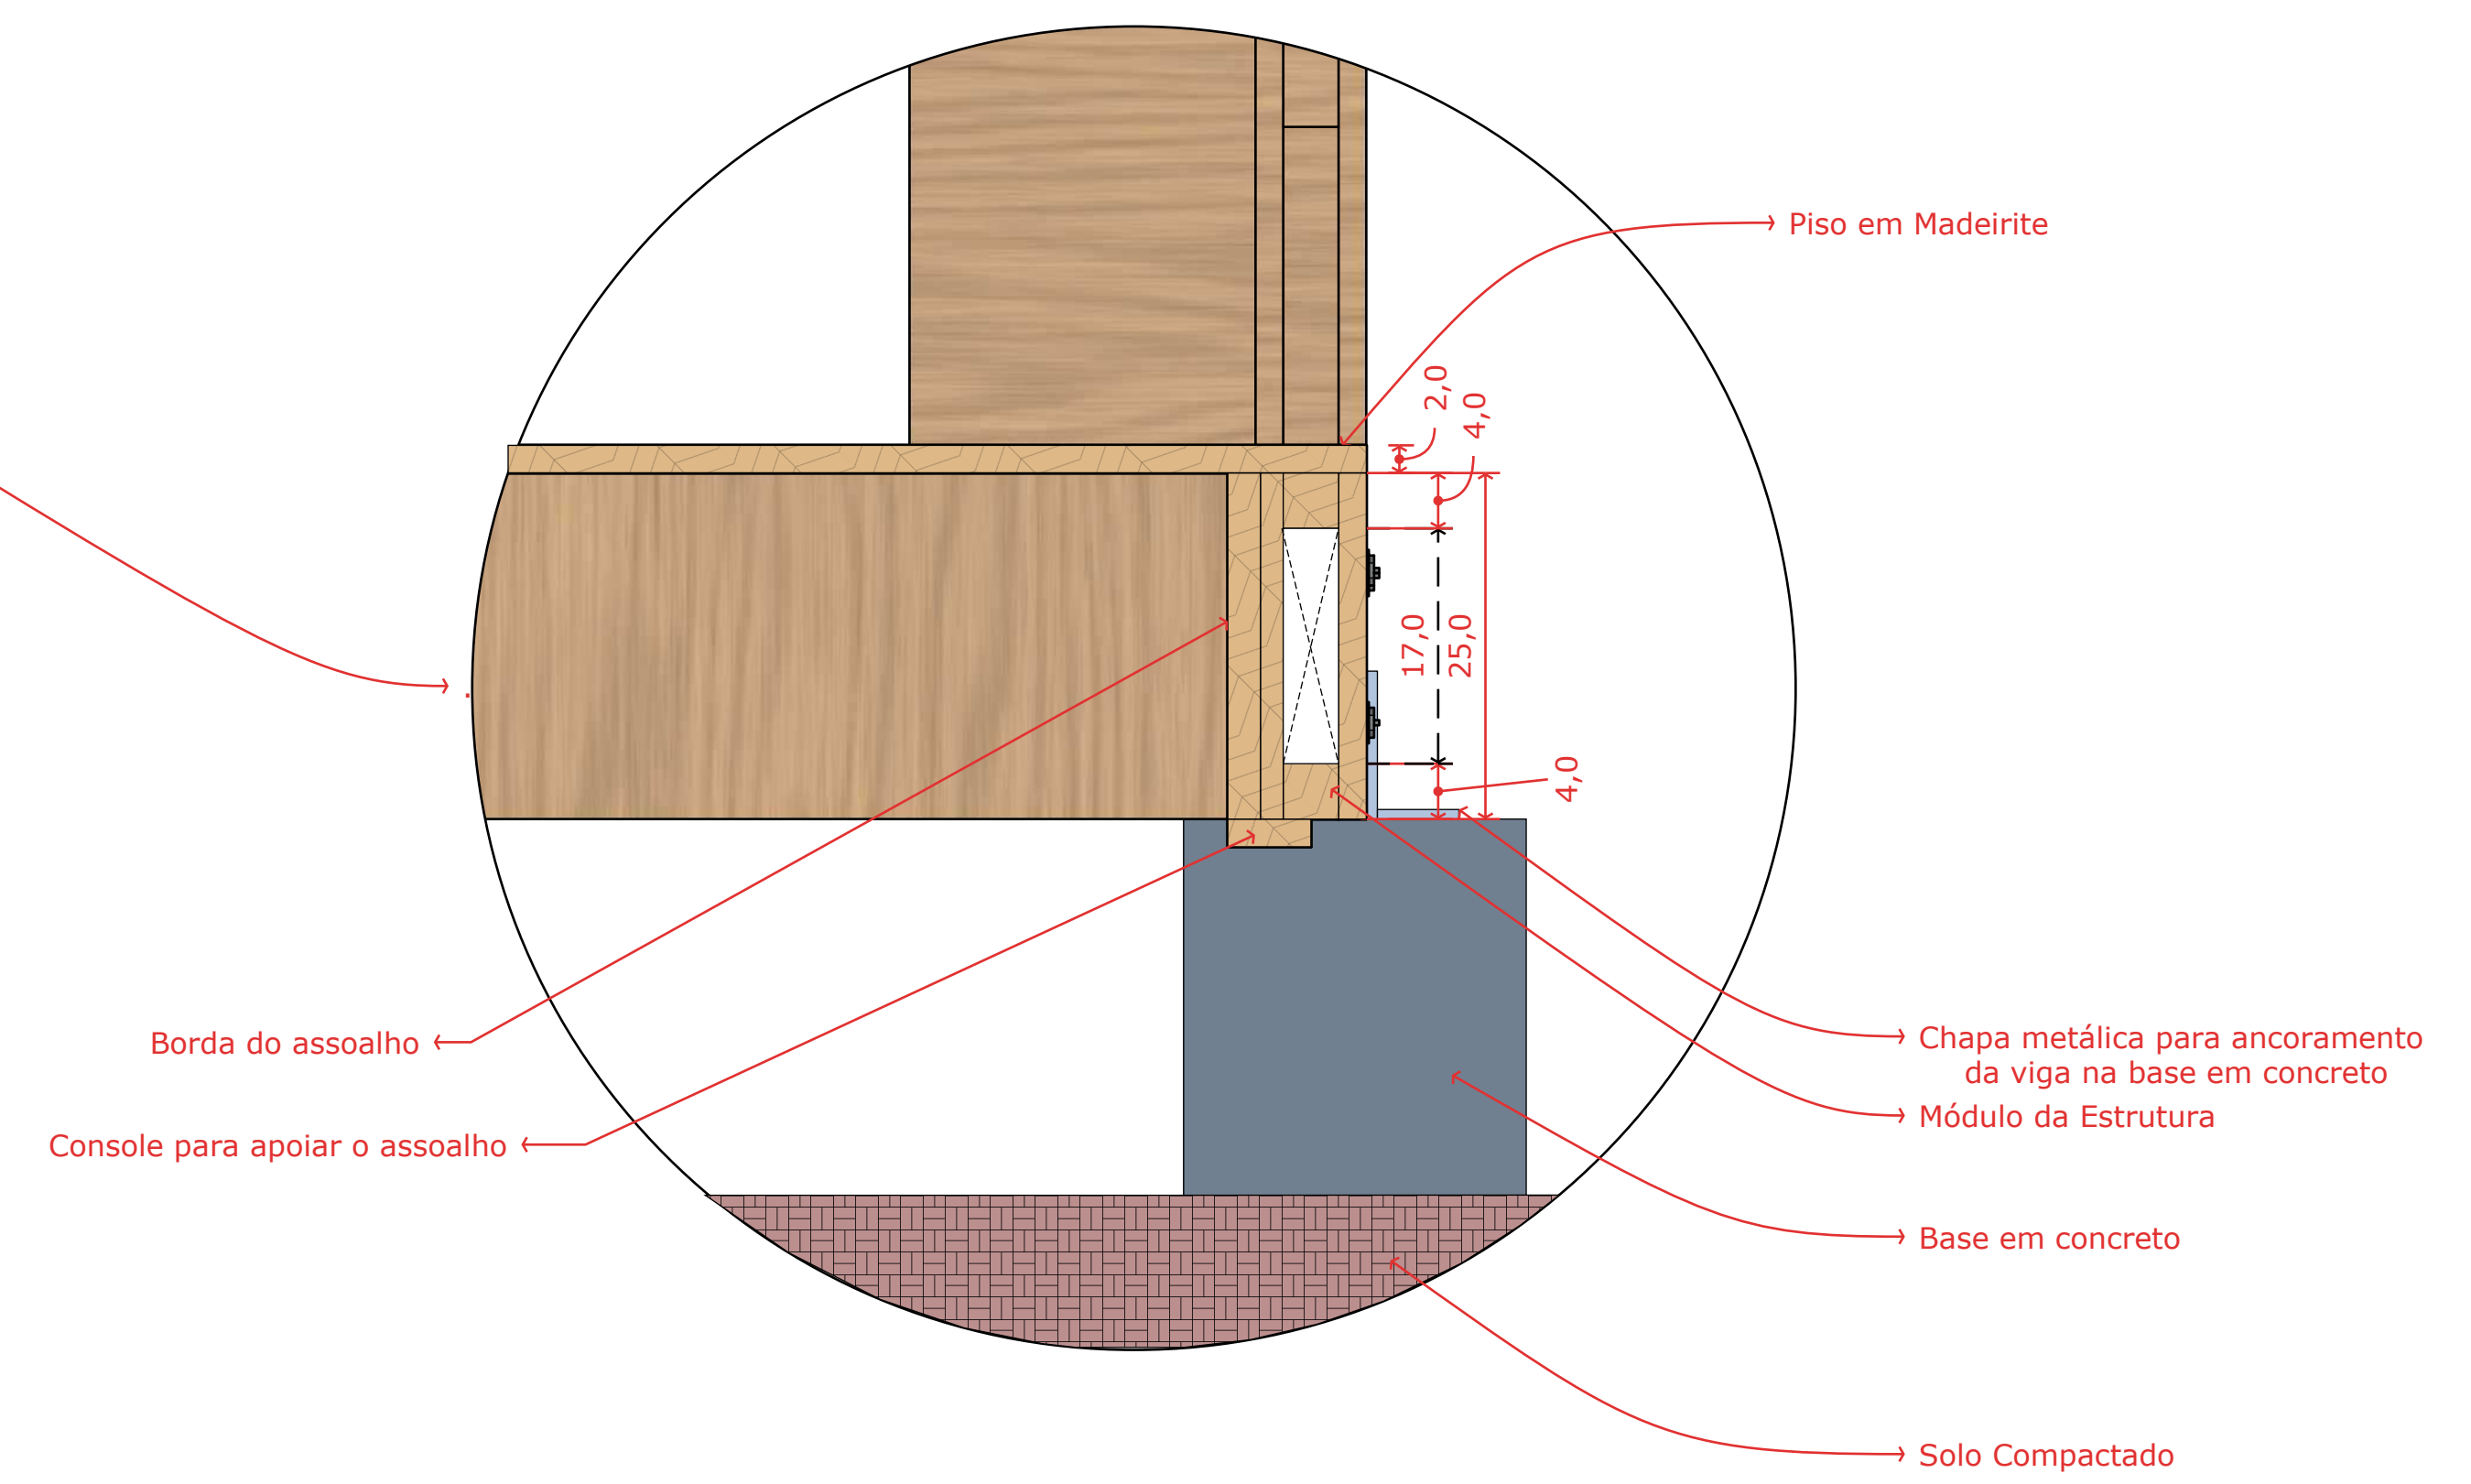 Piso em Madeirite
2,0
4,0
17,0
25,0
4,0
.
Borda do assoalho
Chapa metálica para ancoramento
da viga na base em concreto
Módulo da Estrutura
Console para apoiar o assoalho
Base em concreto
Solo Compactado